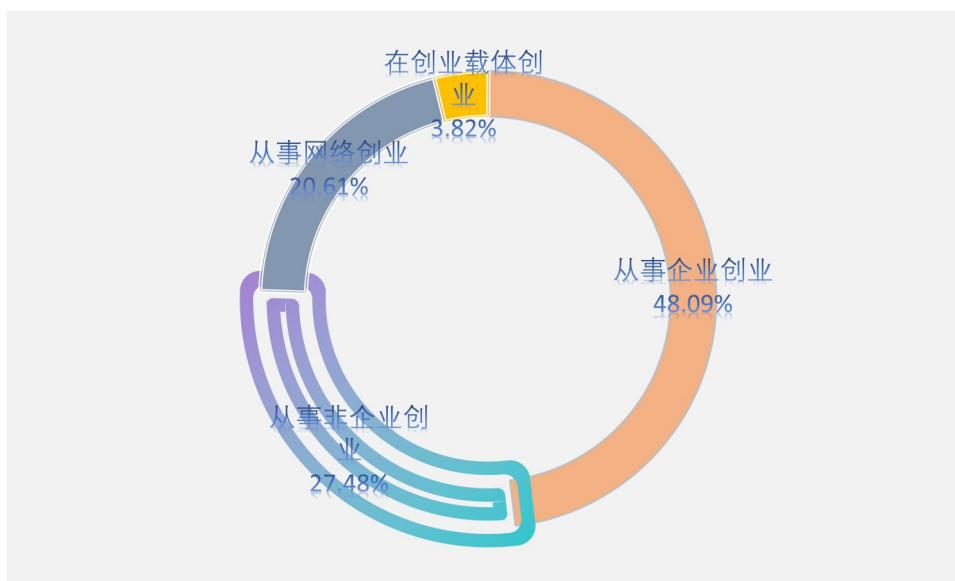 在创业载体创
业
3.82%
从事网络创业
20.61%
从事企业创业
48.09%
从事非企业创
业
27.48%